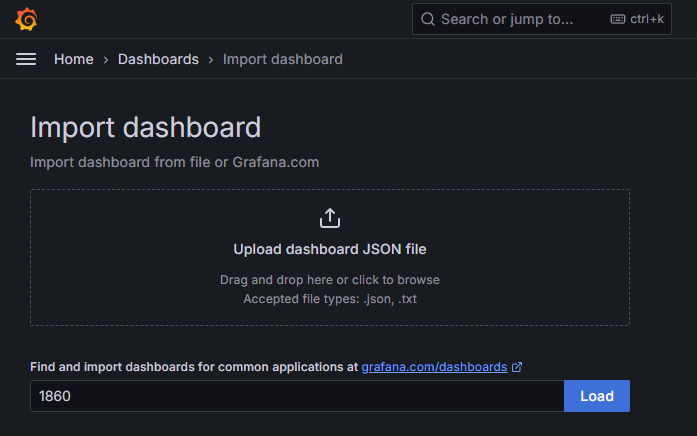 Search or jump to... ctrl+k
Home › Dashboards › Import dashboard
Import dashboard
Import dashboard from file or Grafana.com
Upload dashboard JSON file
Drag and drop here or click to browse
Accepted file types: .json, .txt
Find and import dashboards for common applications at grafana.com/dashboards
1860 Load